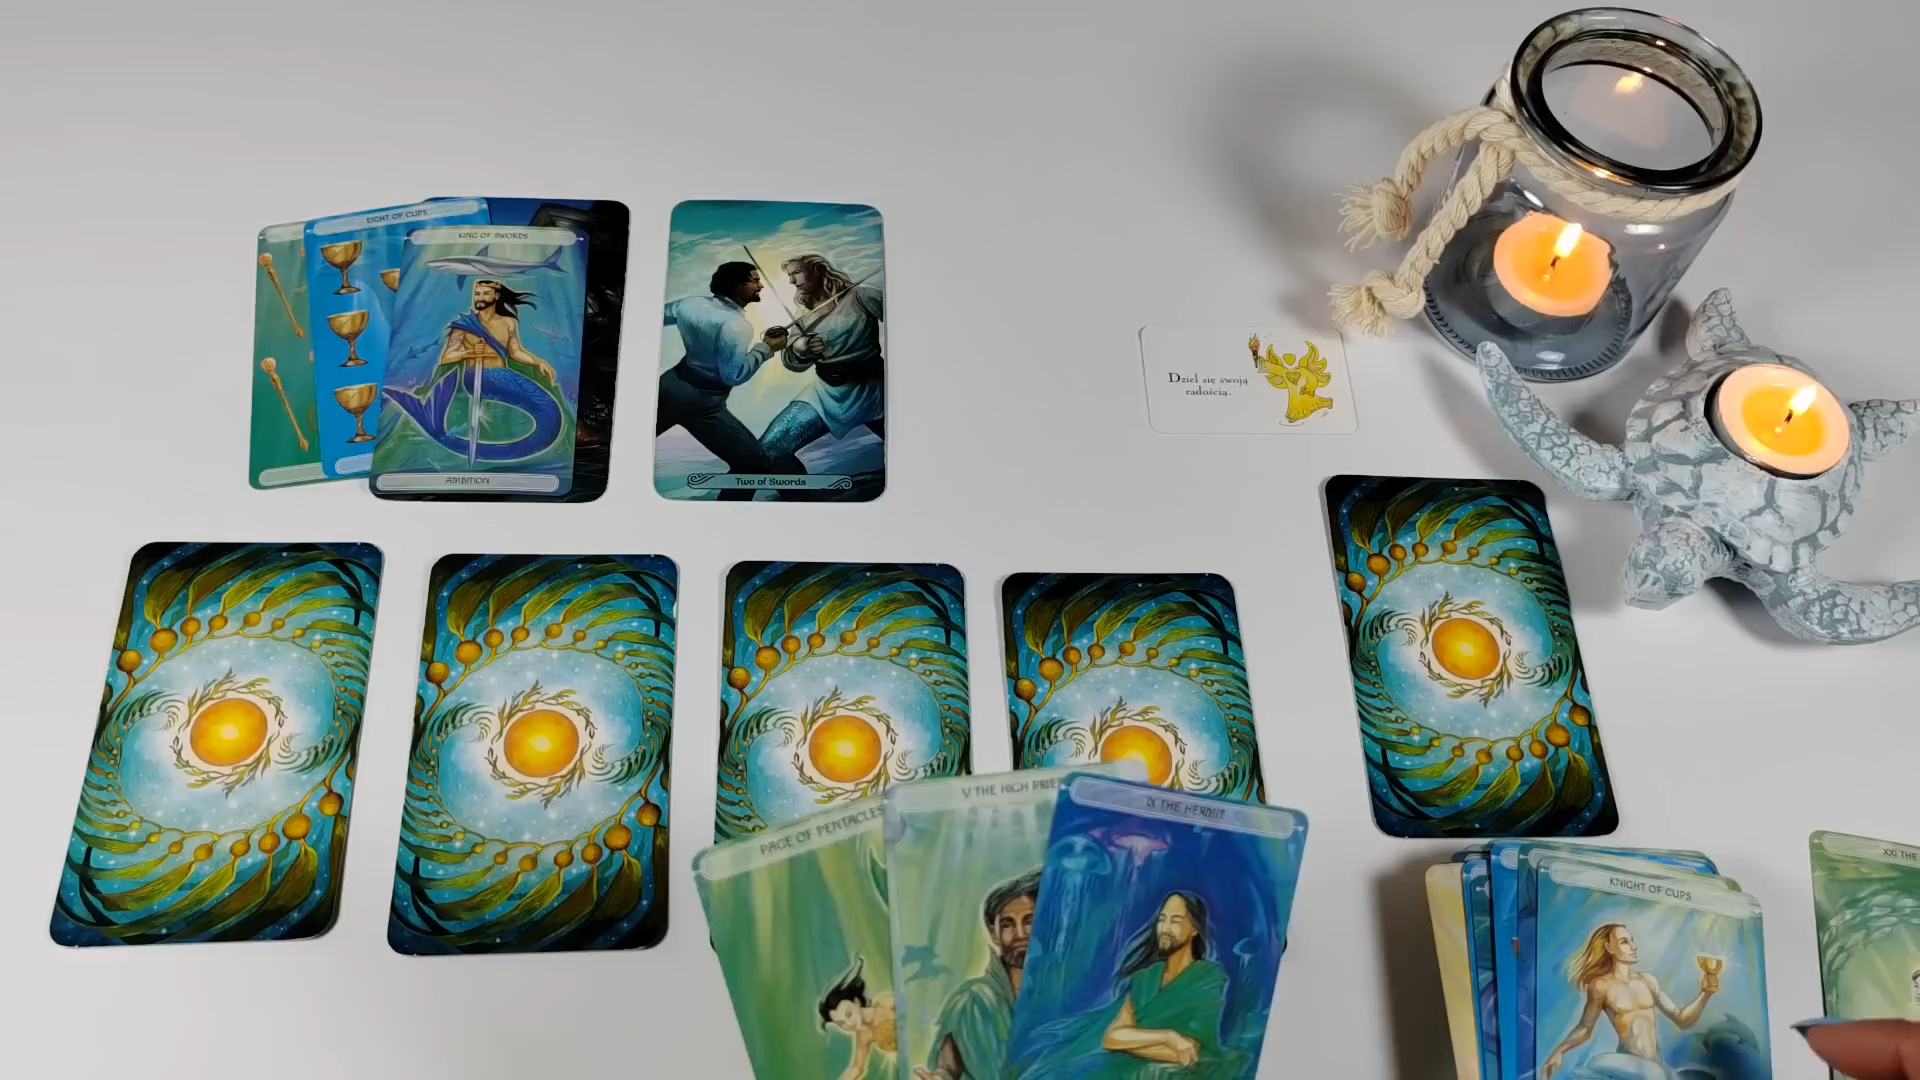 EIGHT OF CUPS
KING OF SWORDS
AMBITION
Two of Swords
Dziel się swoją
radością.
PAGE OF PENTACLES
V THE HIGH
IX THE HERMIT
KNIGHT OF CUPS
XXI THE